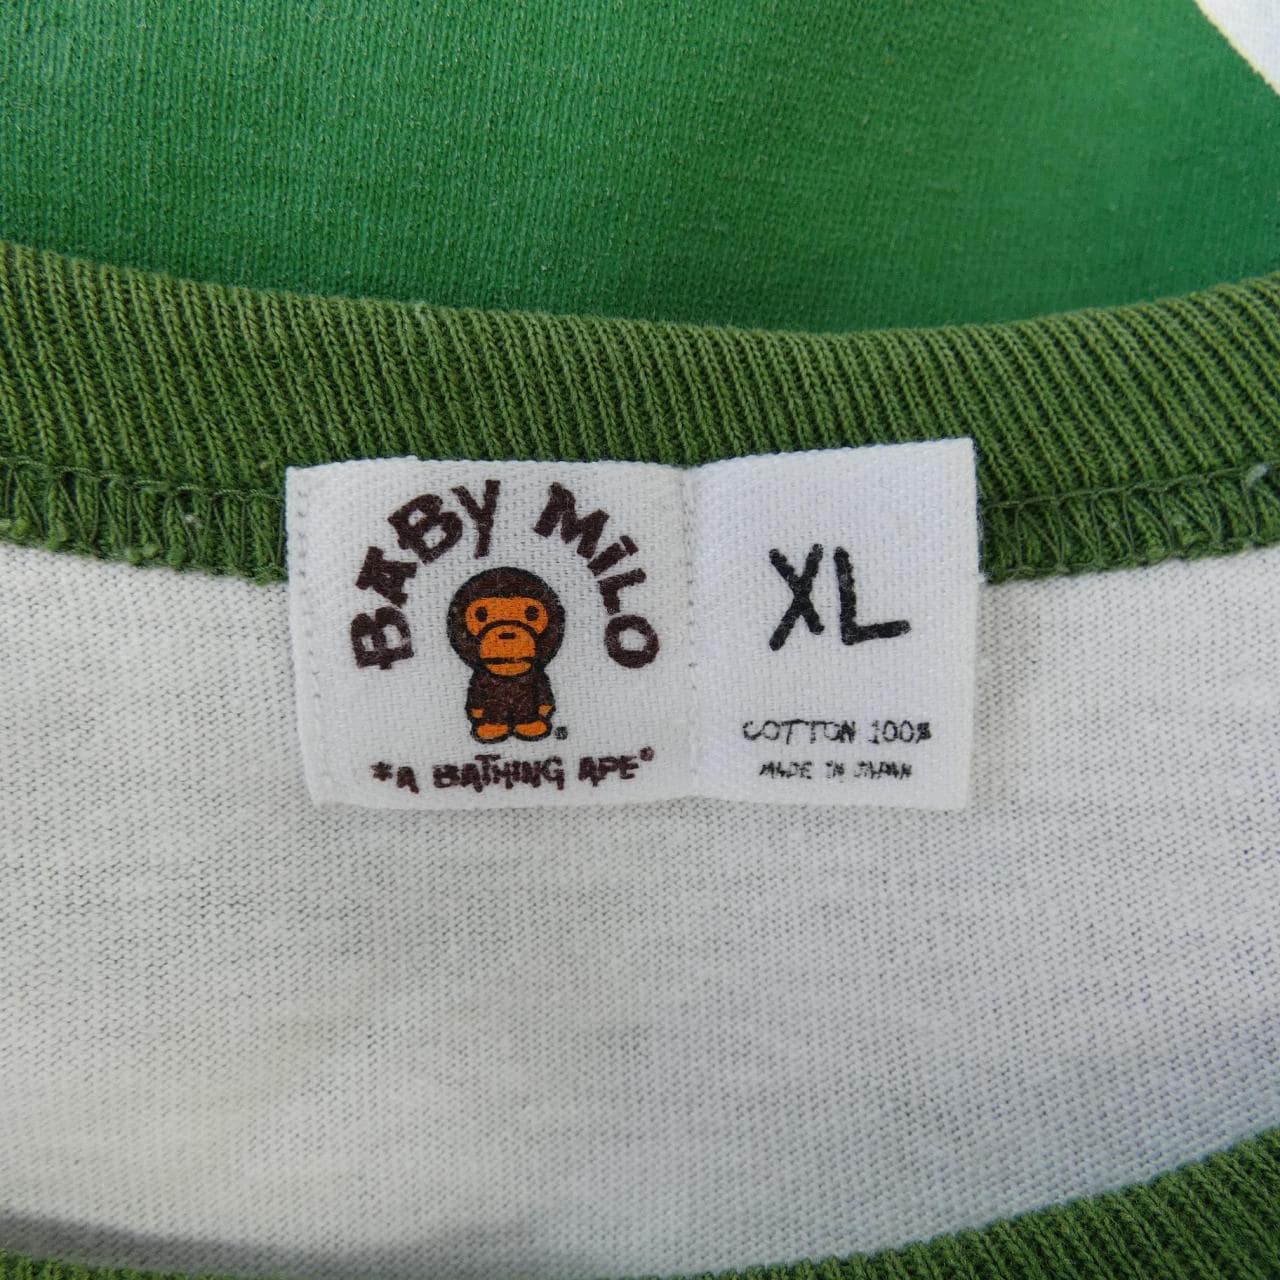 BABY MiLO
*A BATHING APE®
XL
COTTON 100%
MADE IN JAPAN